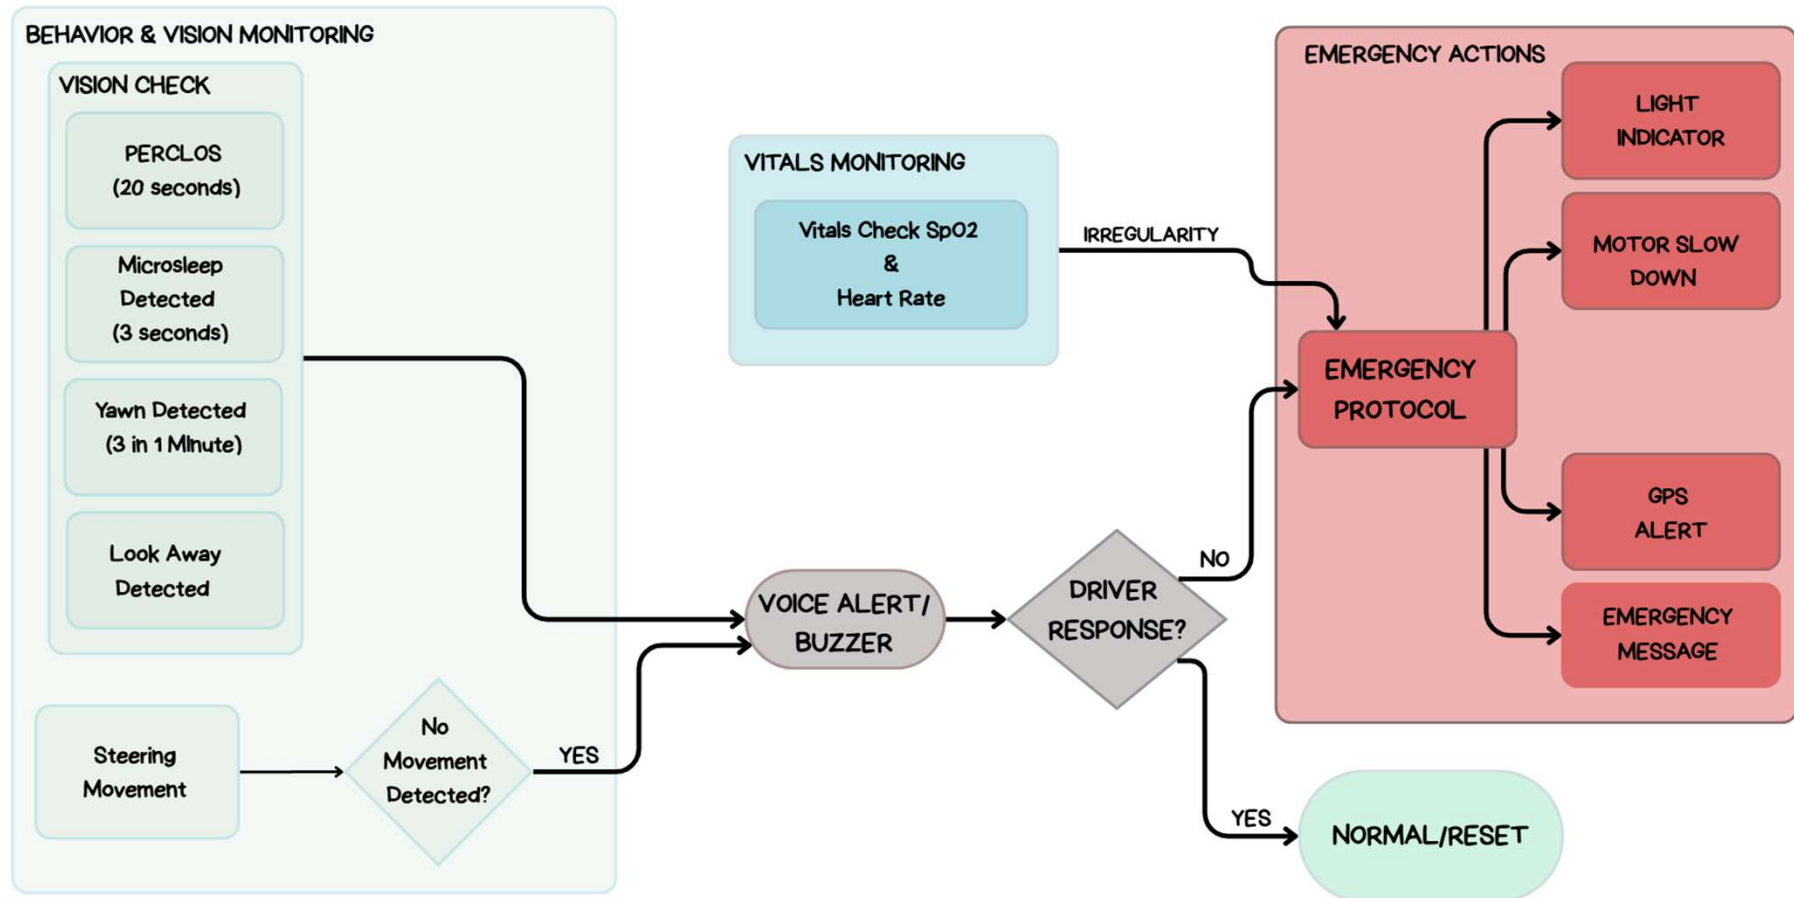 BEHAVIOR & VISION MONITORING
VISION CHECK
PERCLOS
(20 seconds)
Microsleep
Detected
(3 seconds)
Yawn Detected
(3 in 1 MInute)
Look Away
Detected
Steering
Movement
No
Movement
Detected?
YES
VOICE ALERT/
BUZZER
DRIVER
RESPONSE?
NO
YES
NORMAL/RESET
VITALS MONITORING
Vitals Check SpO2
&
Heart Rate
IRREGULARITY
EMERGENCY ACTIONS
EMERGENCY
PROTOCOL
LIGHT
INDICATOR
MOTOR SLOW
DOWN
GPS
ALERT
EMERGENCY
MESSAGE